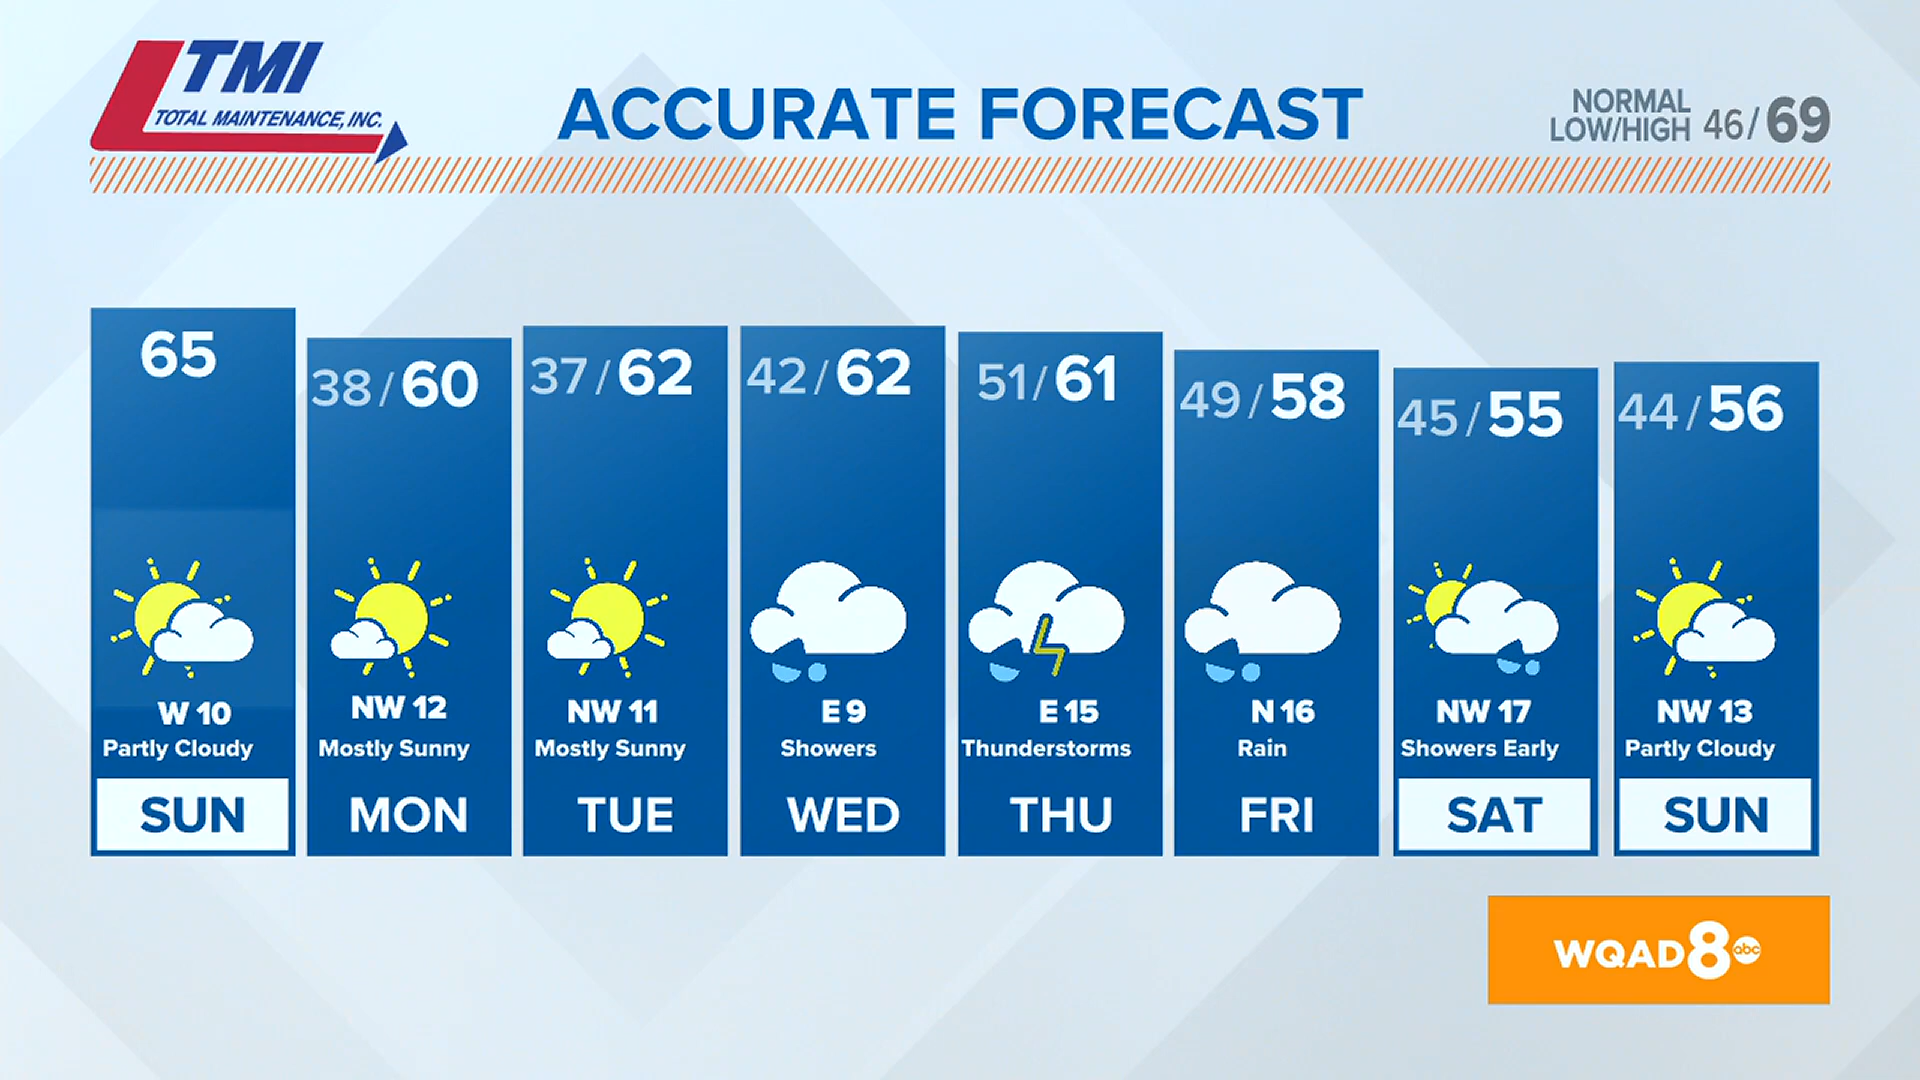 TMI
TOTAL MAINTENANCE, INC.
ACCURATE FORECAST
NORMAL
LOW/HIGH 46/69
65
W 10
Partly Cloudy
SUN
38/60
NW 12
Mostly Sunny
MON
37/62
NW 11
Mostly Sunny
TUE
42/62
E 9
Showers
WED
51/61
E 15
Thunderstorms
THU
49/58
N 16
Rain
FRI
45/55
NW 17
Showers Early
SAT
44/56
NW 13
Partly Cloudy
SUN
WQAD8 abc